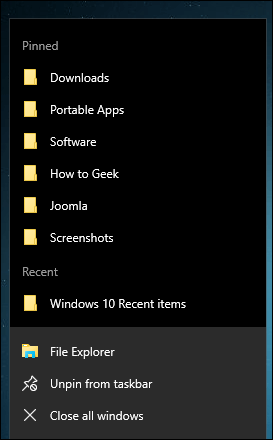 Pinned
Downloads
Portable Apps
Software
How to Geek
Joomla
Screenshots
Recent
Windows 10 Recent items
File Explorer
Unpin from taskbar
Close all windows